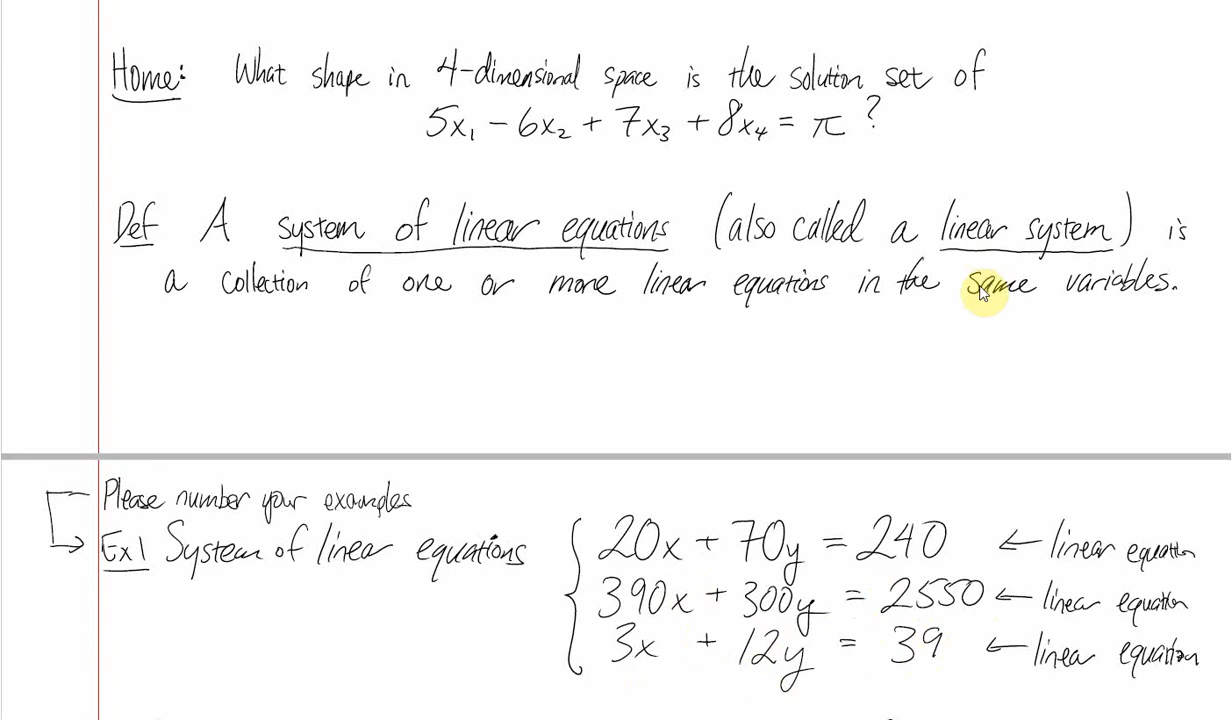 Home: What shape in 4-dimensional space is the solution set of
5x₁ - 6x₂ + 7x₃ + 8x₄ = π ?
Def A system of linear equations (also called a linear system) is
a collection of one or more linear equations in the same variables.
Please number your examples
Ex1 System of linear equations { 20x + 70y = 240 ← linear equation
390x + 300y = 2550 ← linear equation
3x + 12y = 39 ← linear equation